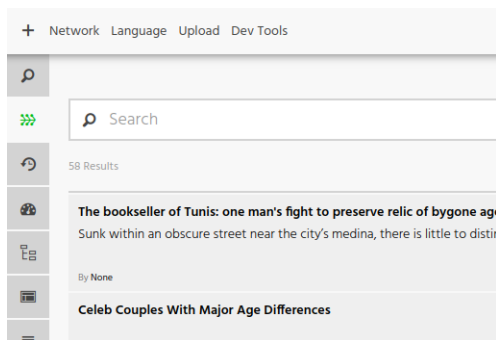 + Network Language Upload Dev Tools
Search
58 Results
The bookseller of Tunis: one man's fight to preserve relic of bygone age
Sunk within an obscure street near the city's medina, there is little to distin
By None
Celeb Couples With Major Age Differences